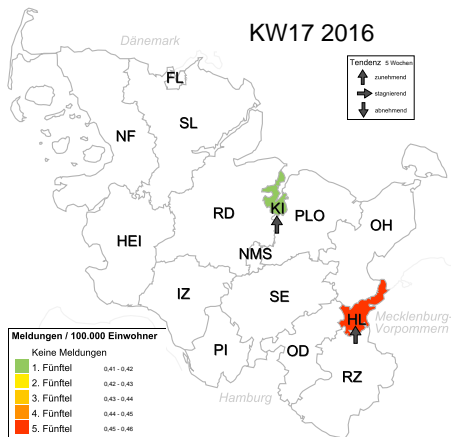 KW17 2016
Dänemark
Tendenz 5 Wochen
zunehmend
stagnierend
abnehmend
FL
SL
NF
KI
RD
PLO
OH
HEI
NMS
IZ
SE
HL
Mecklenburg-
Vorpommern
PI
OD
RZ
Hamburg
Meldungen / 100.000 Einwohner
Keine Meldungen
1. Fünftel 0,41 - 0,42
2. Fünftel 0,42 - 0,43
3. Fünftel 0,43 - 0,44
4. Fünftel 0,44 - 0,45
5. Fünftel 0,45 - 0,46